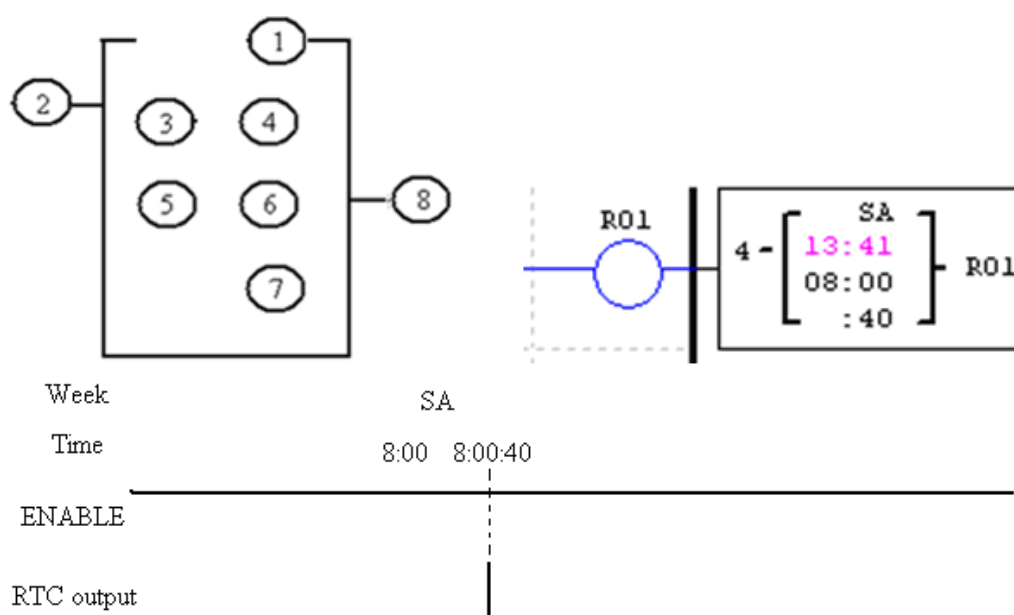 1
2
3 4
5 6
8
7
R01
SA
4 - 13:41 R01
08:00
:40
Week SA
Time 8:00 8:00:40
ENABLE
RTC output